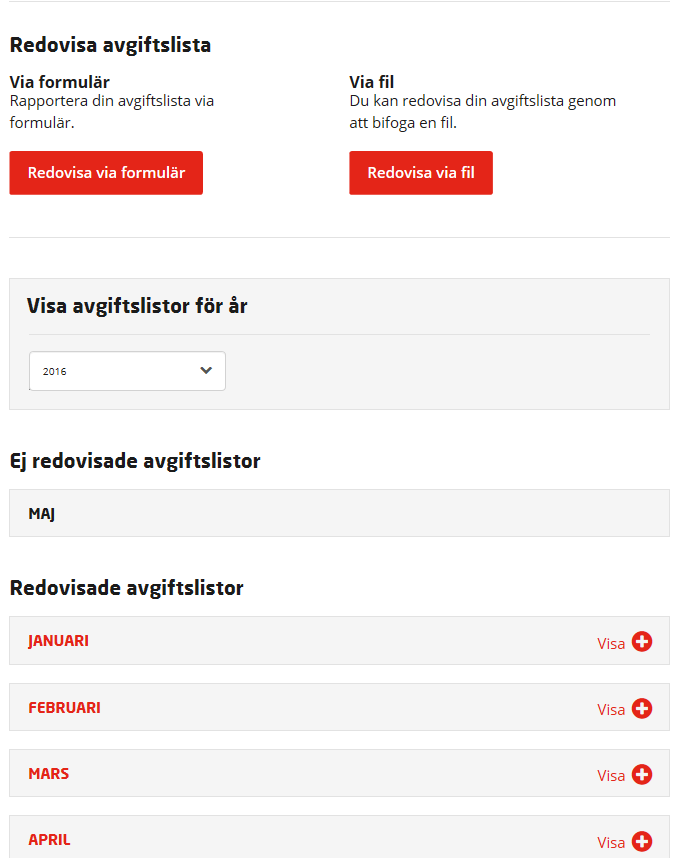 Redovisa avgiftslista
Via formulär
Rapportera din avgiftslista via
formulär.
Redovisa via formulär
Via fil
Du kan redovisa din avgiftslista genom
att bifoga en fil.
Redovisa via fil
Visa avgiftslistor för år
2016
Ej redovisade avgiftslistor
MAJ
Redovisade avgiftslistor
JANUARI Visa
FEBRUARI Visa
MARS Visa
APRIL Visa